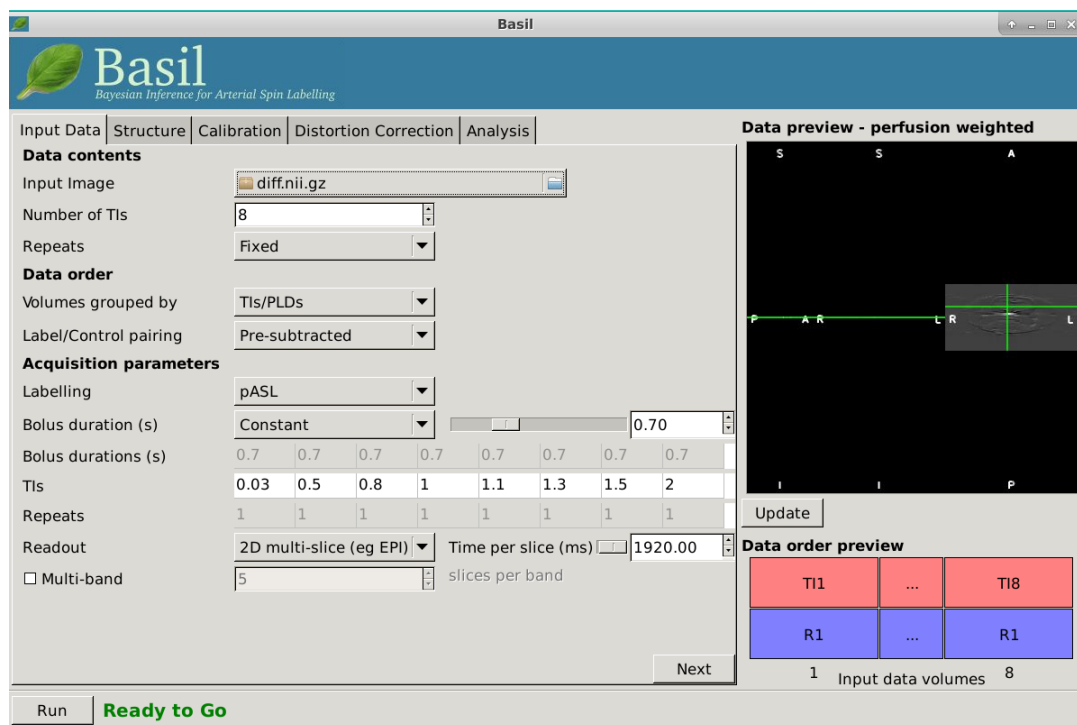 Basil
Basil
Bayesian Inference for Arterial Spin Labelling
Input Data Structure Calibration Distortion Correction Analysis
Data contents
Input Image diff.nii.gz
Number of TIs 8
Repeats Fixed
Data order
Volumes grouped by TIs/PLDs
Label/Control pairing Pre-subtracted
Acquisition parameters
Labelling pASL
Bolus duration (s) Constant 0.70
Bolus durations (s) 0.7 0.7 0.7 0.7 0.7 0.7 0.7 0.7
TIs 0.03 0.5 0.8 1 1.1 1.3 1.5 2
Repeats 1 1 1 1 1 1 1 1
Readout 2D multi-slice (eg EPI) Time per slice (ms) 1920.00
Multi-band 5 slices per band
Next
Data preview - perfusion weighted
S S A
P A R L R L
I I P
Update
Data order preview
TI1 ... TI8
R1 ... R1
1 Input data volumes 8
Run Ready to Go